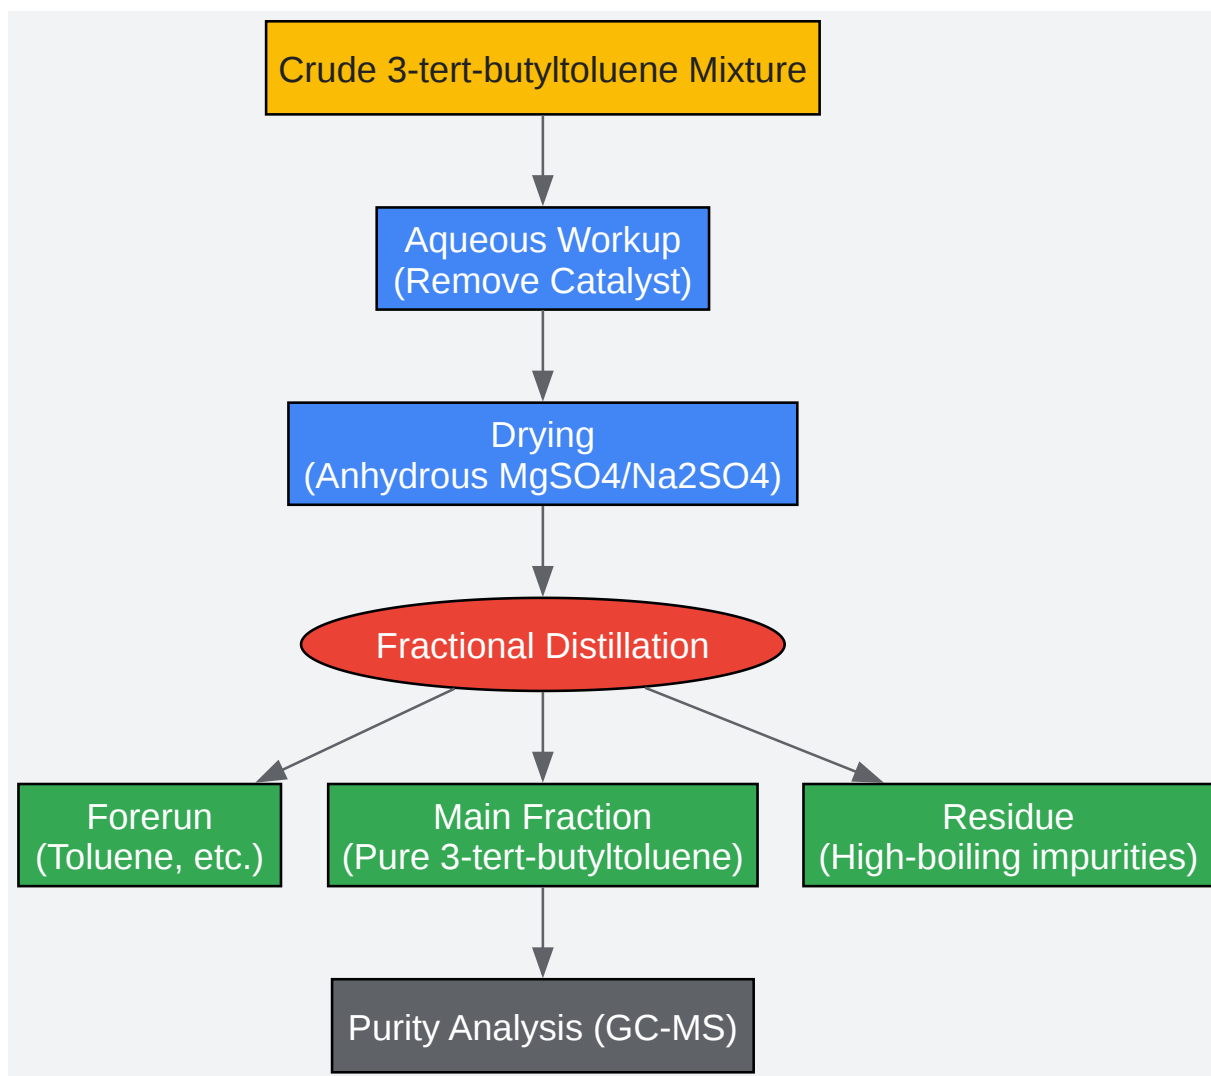 Crude 3-tert-butyltoluene Mixture
Aqueous Workup
(Remove Catalyst)
Drying
(Anhydrous MgSO4/Na2SO4)
Fractional Distillation
Forerun
(Toluene, etc.)
Main Fraction
(Pure 3-tert-butyltoluene)
Residue
(High-boiling impurities)
Purity Analysis (GC-MS)